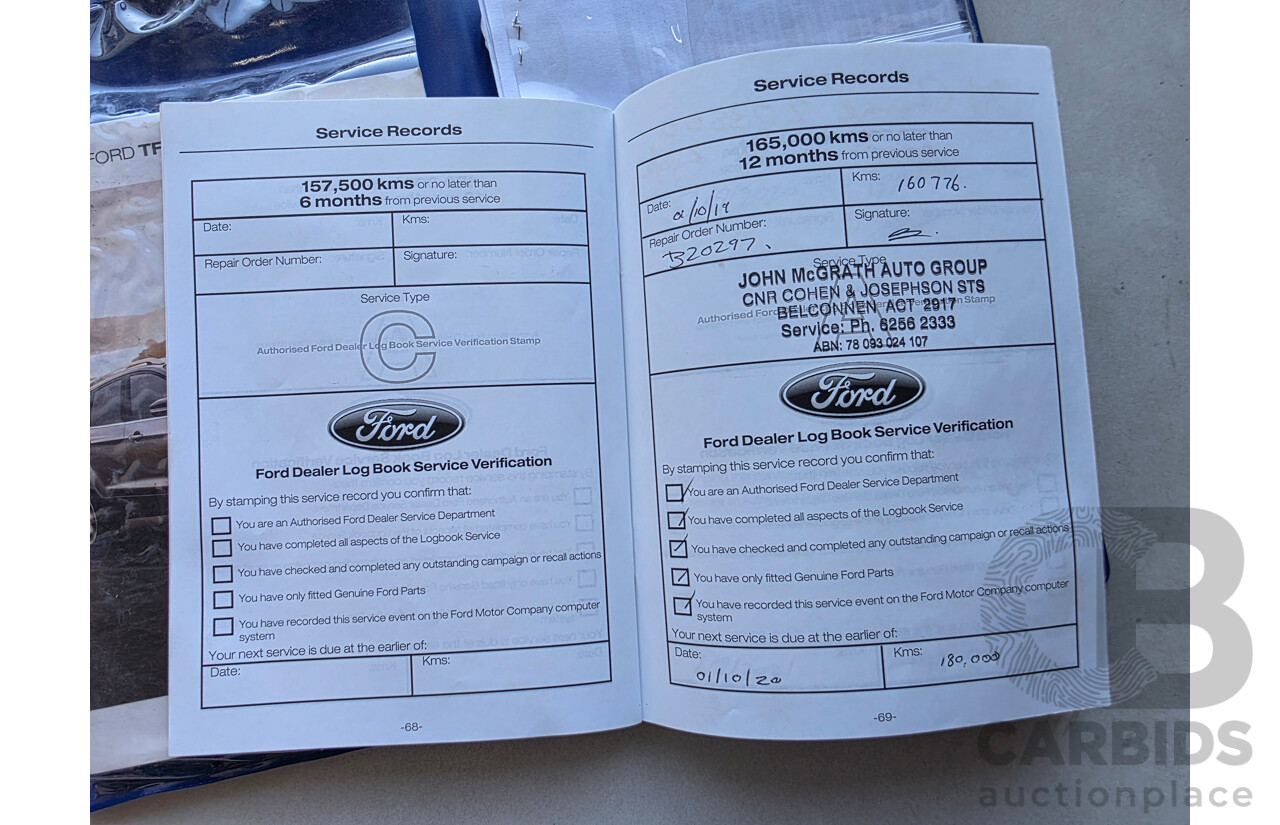 FORD TF
Service Records
157,500 kms or no later than
6 months from previous service
Date:
Kms:
Repair Order Number:
Signature:
Service Type
C
Authorised Ford Dealer Log Book Service Verification Stamp
Ford
Ford Dealer Log Book Service Verification
By stamping this service record you confirm that:
You are an Authorised Ford Dealer Service Department
You have completed all aspects of the Logbook Service
You have checked and completed any outstanding campaign or recall actions
You have only fitted Genuine Ford Parts
You have recorded this service event on the Ford Motor Company computer
system
Your next service is due at the earlier of:
Date:
Kms:
-68-
Service Records
165,000 kms or no later than
12 months from previous service
Date: 01/10/19
Kms: 160776.
Repair Order Number:
B20297.
Signature:
Service Type
JOHN McGRATH AUTO GROUP
CNR COHEN & JOSEPHSON STS
BELCONNEN ACT 2917
Service: Ph. 6256 2333
ABN: 78 093 024 107
Ford
Ford Dealer Log Book Service Verification
By stamping this service record you confirm that:
You are an Authorised Ford Dealer Service Department
You have completed all aspects of the Logbook Service
You have checked and completed any outstanding campaign or recall actions
You have only fitted Genuine Ford Parts
You have recorded this service event on the Ford Motor Company computer
system
Your next service is due at the earlier of:
Date:
01/10/20
Kms:
180,000
-69-
CB
CARBIDS
auctionplace